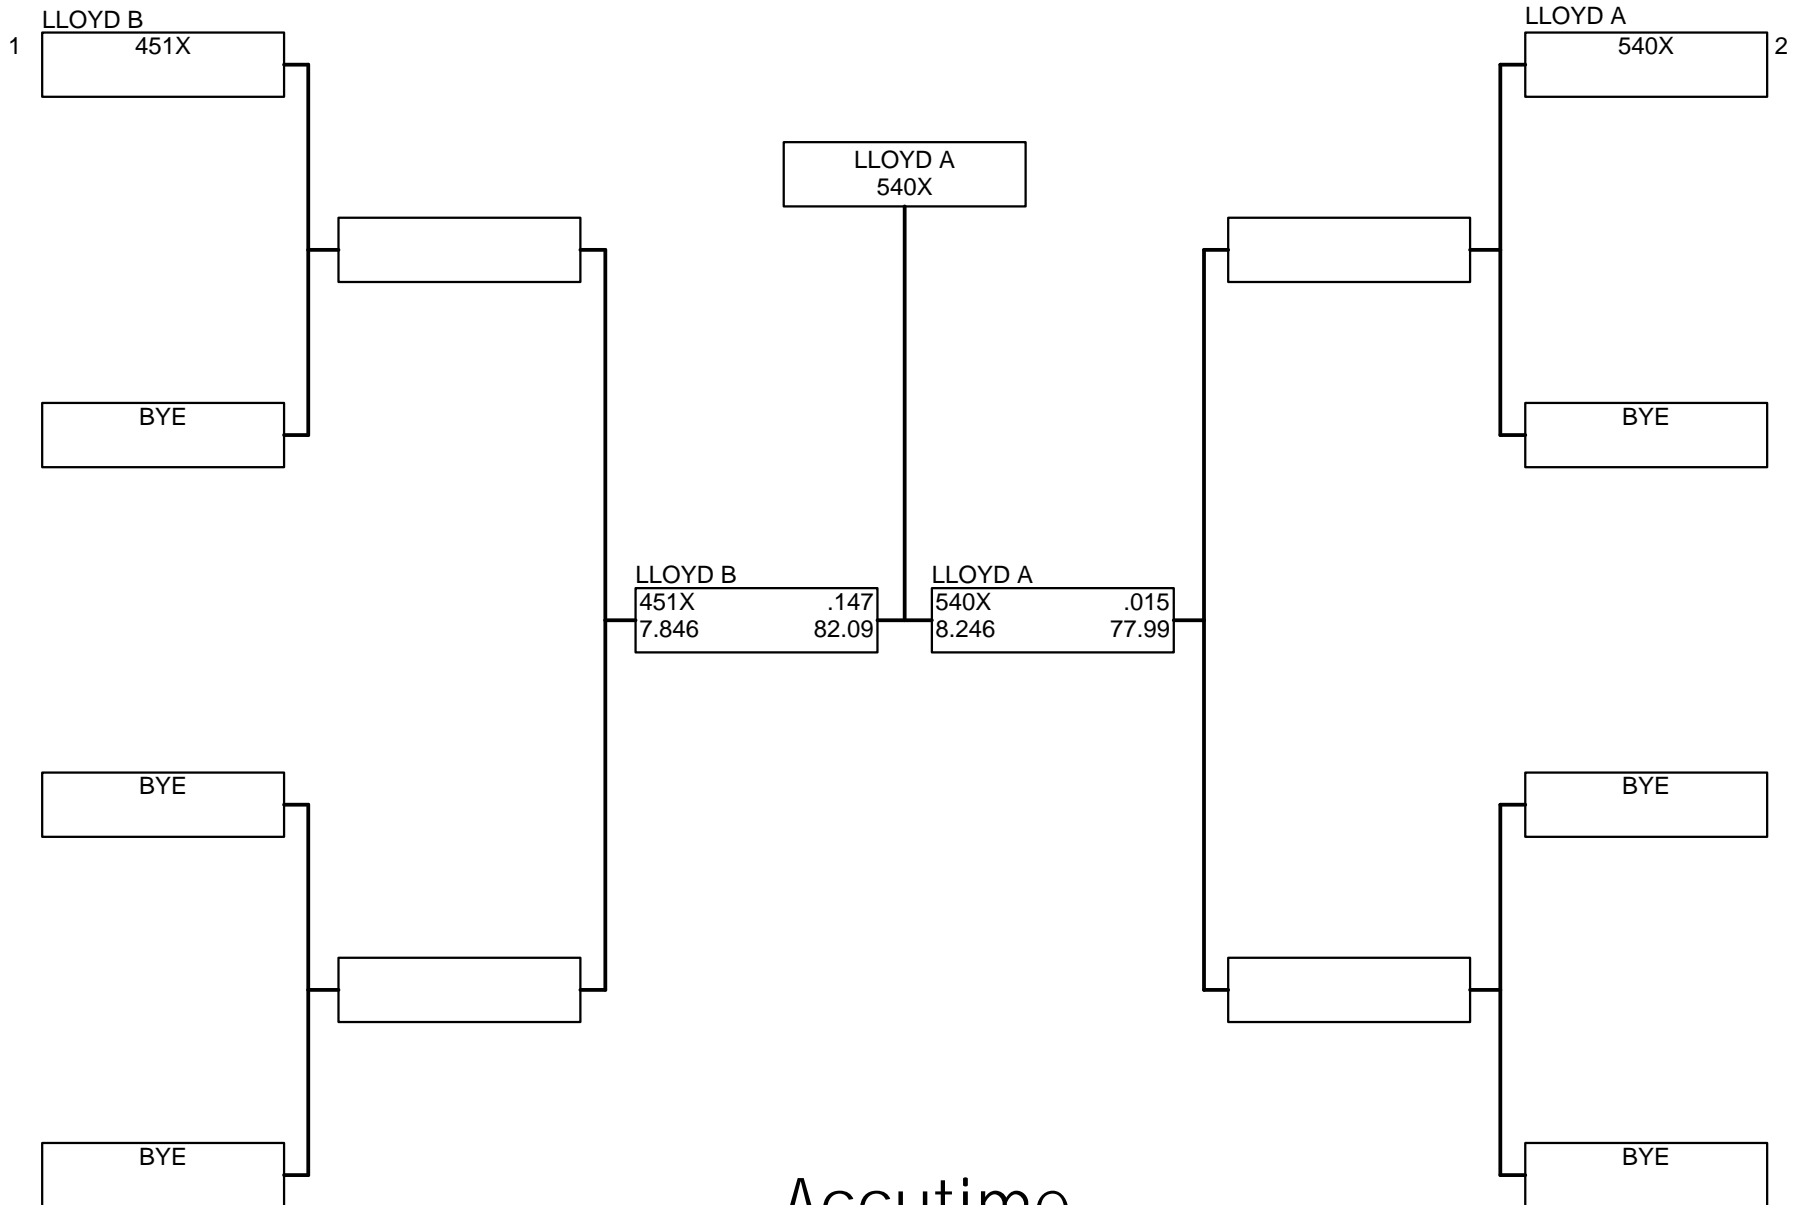 LLOYD B
1 451X
BYE
BYE
BYE
LLOYD A
540X
LLOYD B
451X .147
7.846 82.09
LLOYD A
540X .015
8.246 77.99
LLOYD A
540X 2
BYE
BYE
BYE
Accutime